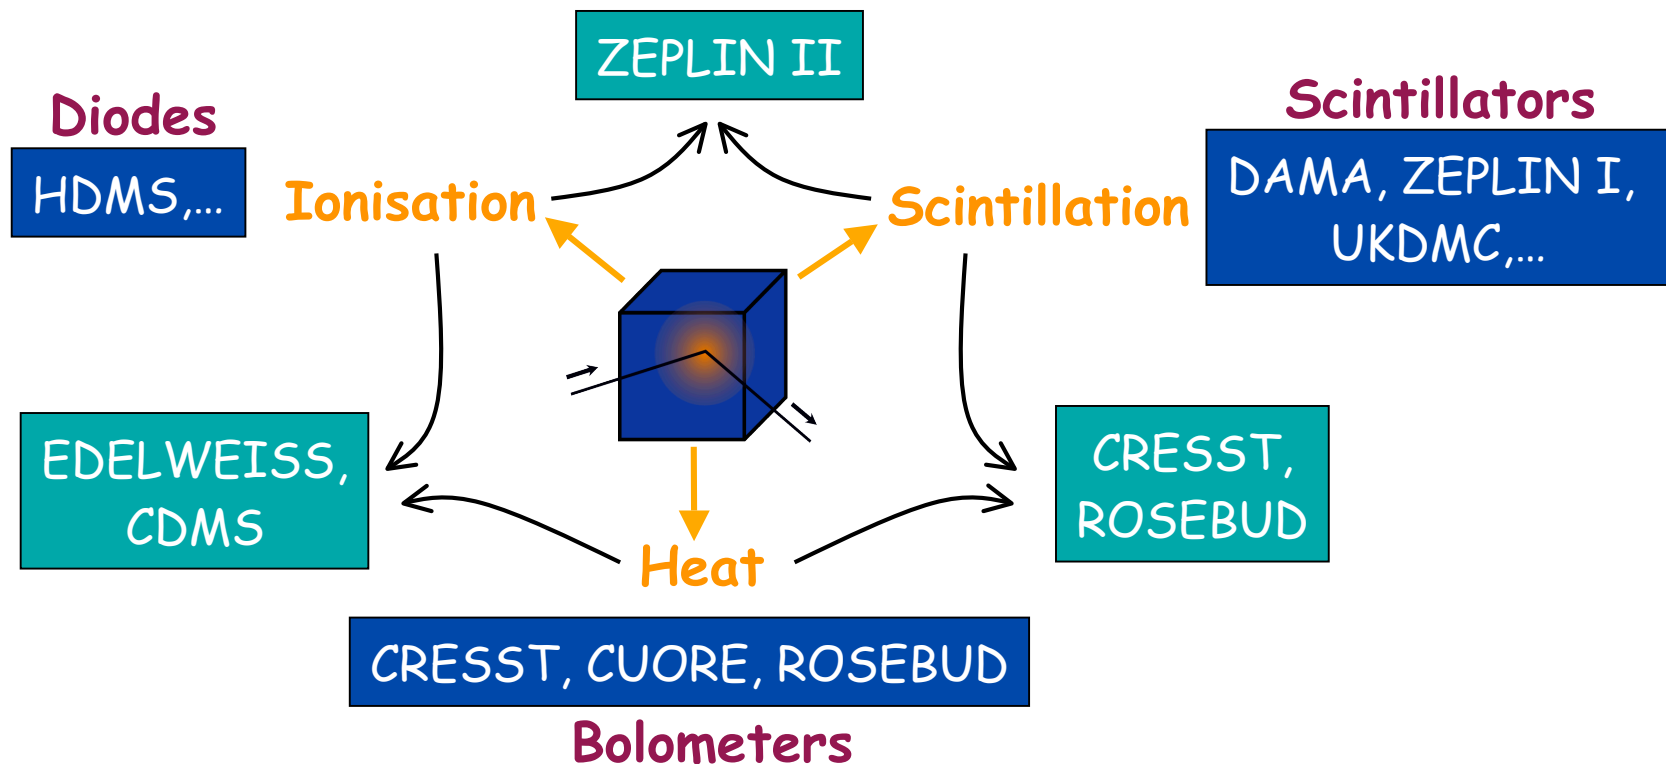 ZEPLIN II
Diodes
HDMS,...
Scintillators
DAMA, ZEPLIN I,
UKDMC,...
Ionisation
Scintillation
EDELWEISS,
CDMS
CRESST,
ROSEBUD
Heat
CRESST, CUORE, ROSEBUD
Bolometers